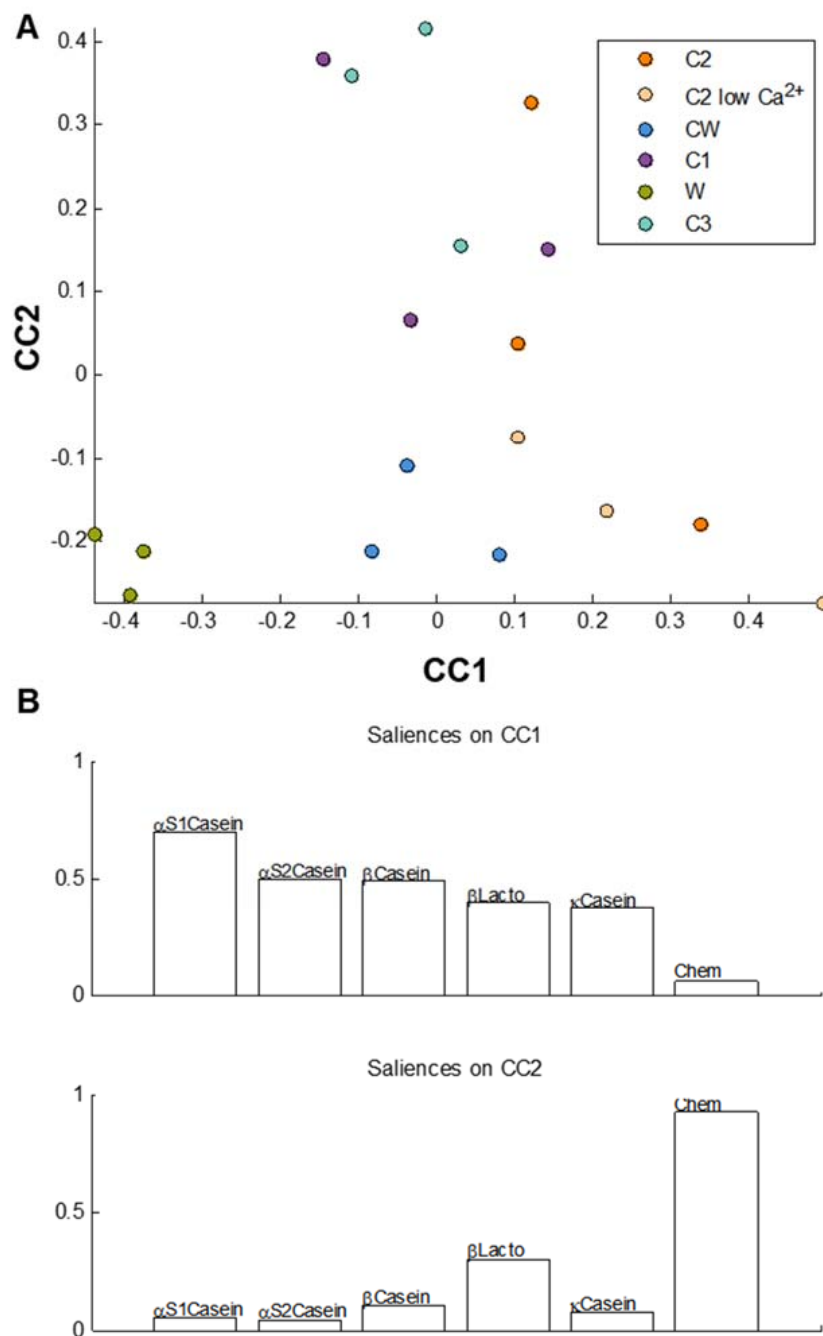 A
0.4
0.3
0.2
0.1
0
-0.1
-0.2
CC2
-0.4 -0.3 -0.2 -0.1 0 0.1 0.2 0.3 0.4
CC1
C2
C2 low Ca²⁺
CW
C1
W
C3
B
Saliences on CC1
1
0.5
0
αS1Casein αS2Casein βCasein βLacto κCasein Chem
Saliences on CC2
1
0.5
0
αS1Casein αS2Casein βCasein βLacto κCasein Chem